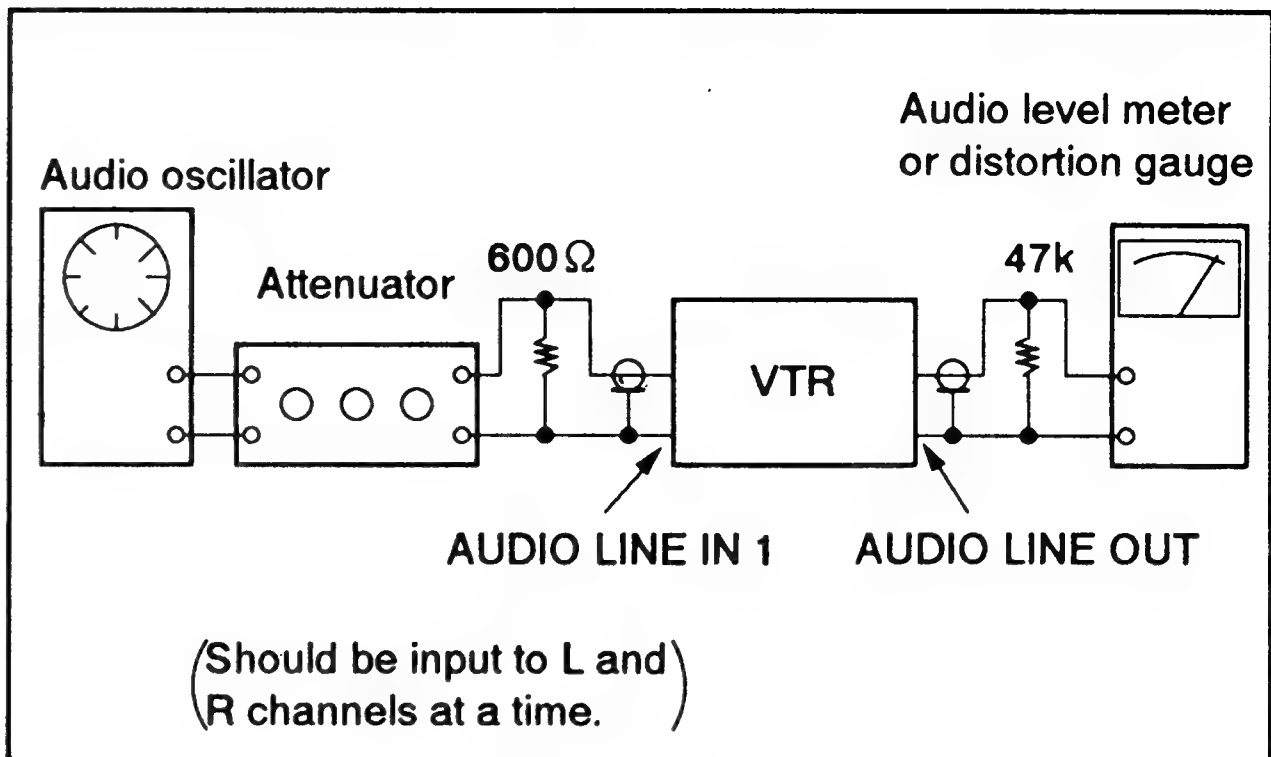 Audio oscillator
Attenuator
600Ω
Audio level meter
or distortion gauge
47k
VTR
AUDIO LINE IN 1
AUDIO LINE OUT
(Should be input to L and
R channels at a time.)